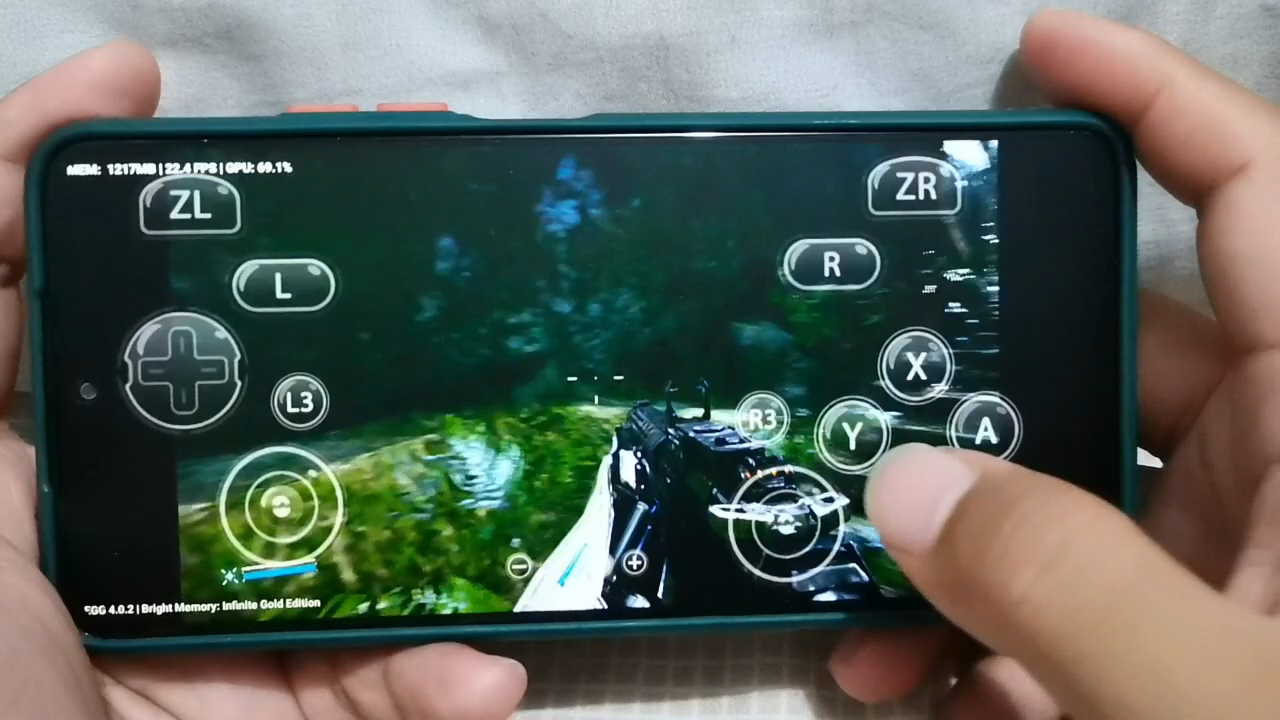 MEM: 1217MB | 22.4 FPS | GPU: 69.1%
ZL
ZR
L
R
L3
X
R3
Y
A
EGG 4.0.2 | Bright Memory: Infinite Gold Edition